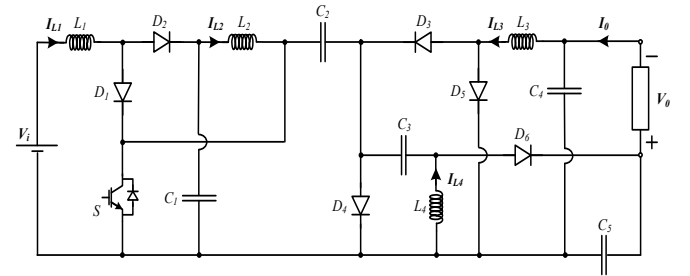 I_L1 L_1 D_2 I_L2 L_2 C_2 D_3 I_L3 L_3 I_0
−
D_1 D_5 C_4 V_0
V_i C_3 D_6
+
S C_1 D_4 L_4 I_L4
C_5